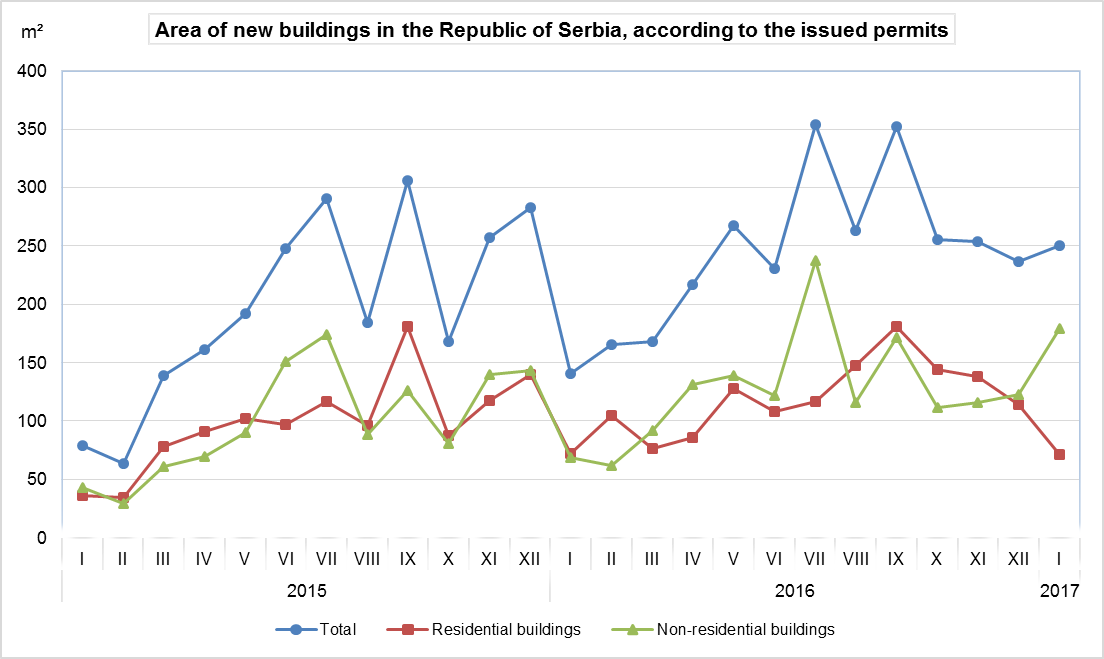 Area of new buildings in the Republic of Serbia, according to the issued permits
m²
400
350
300
250
200
150
100
50
0
I II III IV V VI VII VIII IX X XI XII I II III IV V VI VII VIII IX X XI XII I
2015 2016 2017
Total Residential buildings Non-residential buildings